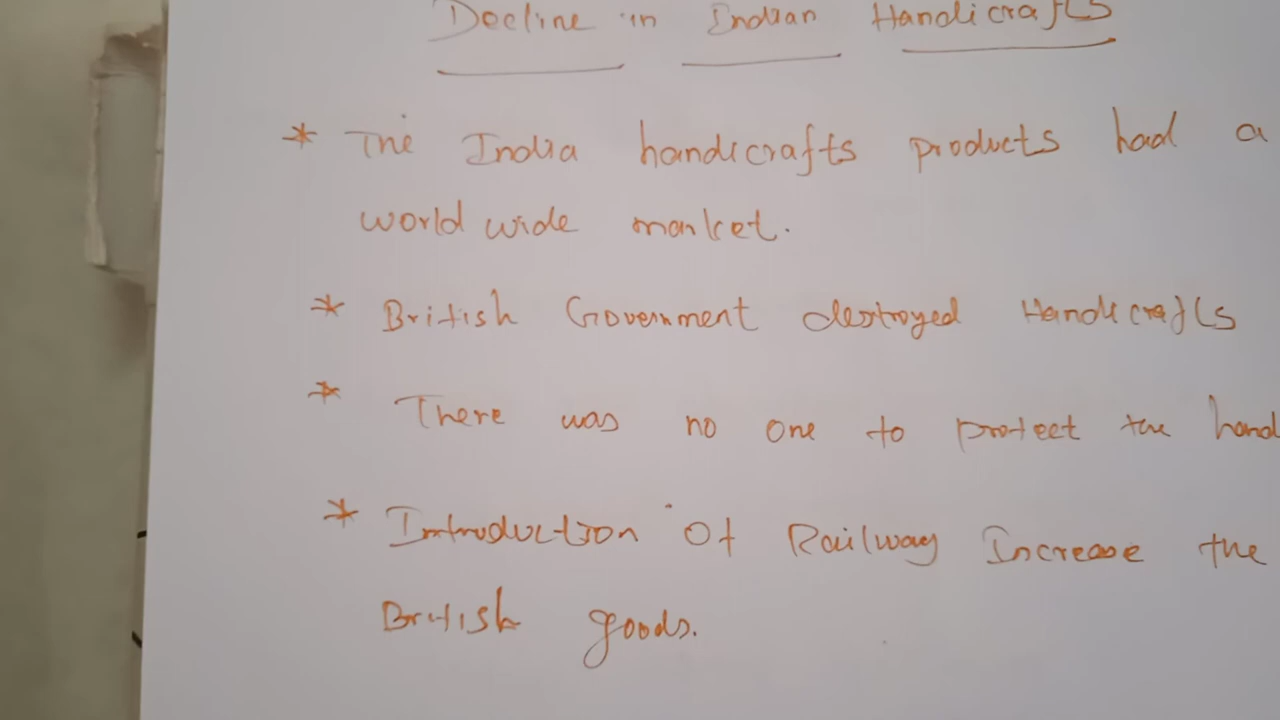 Decline in Indian Handicrafts
* The India handicrafts products had a
world wide market.
* British Government destroyed Handicrafts
* There was no one to protect the hand
* Introduction Of Railway Increase the
British goods.